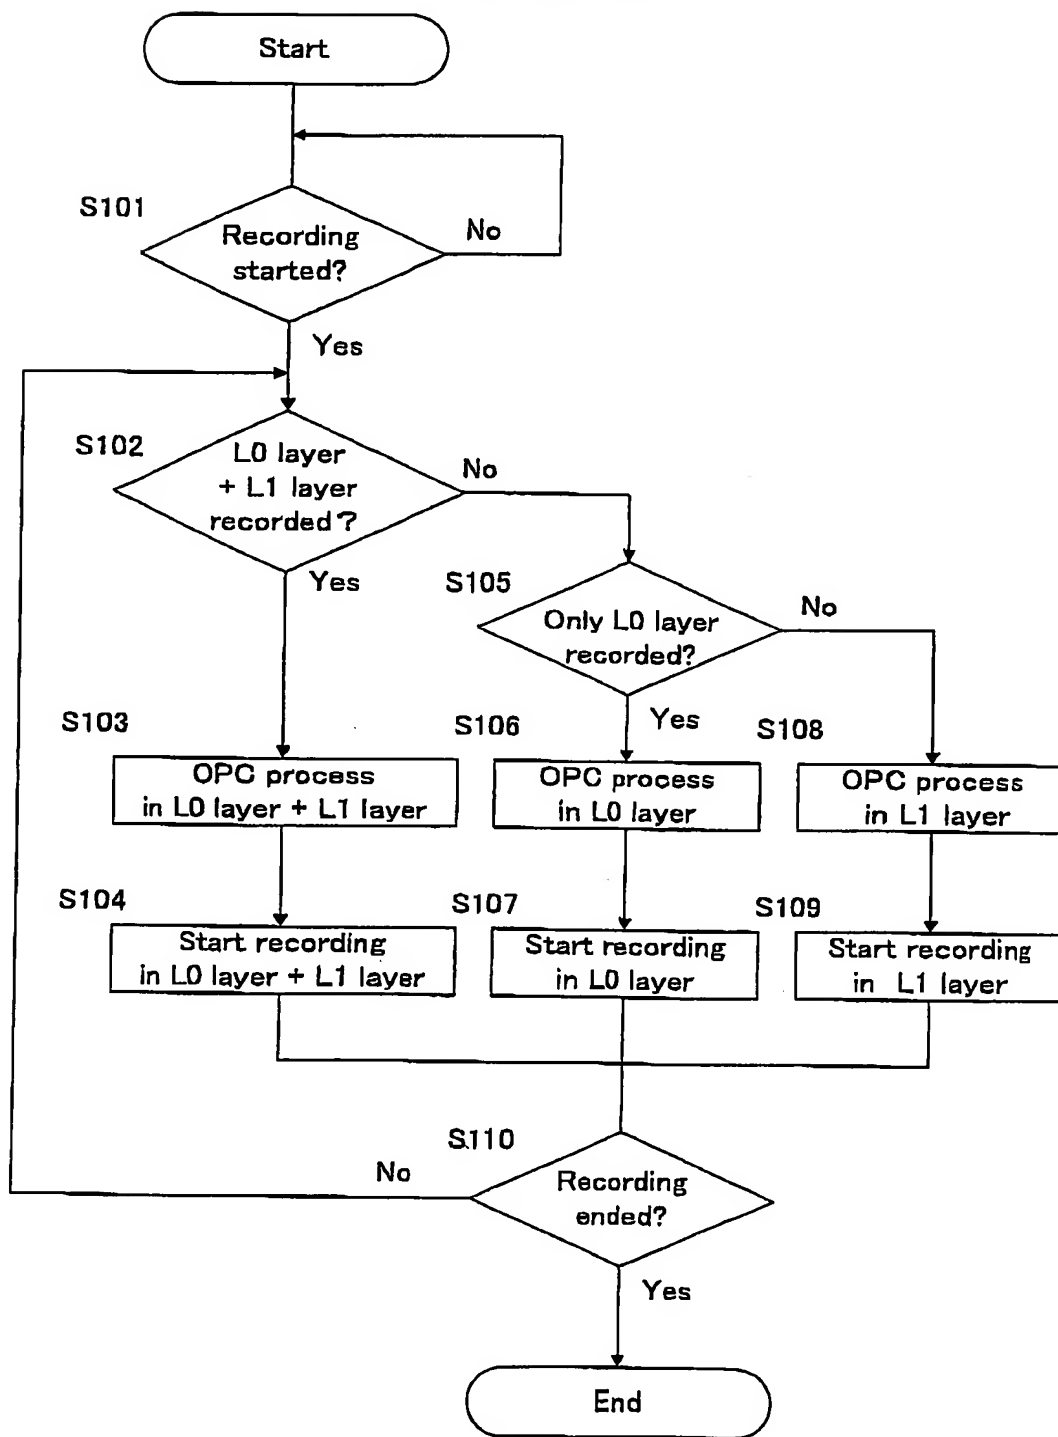 Start
S101
Recording
started?
No
Yes
S102
L0 layer
+ L1 layer
recorded?
No
Yes
S105
Only L0 layer
recorded?
No
Yes
S103
OPC process
in L0 layer + L1 layer
S106
OPC process
in L0 layer
S108
OPC process
in L1 layer
S104
Start recording
in L0 layer + L1 layer
S107
Start recording
in L0 layer
S109
Start recording
in L1 layer
S110
Recording
ended?
No
Yes
End